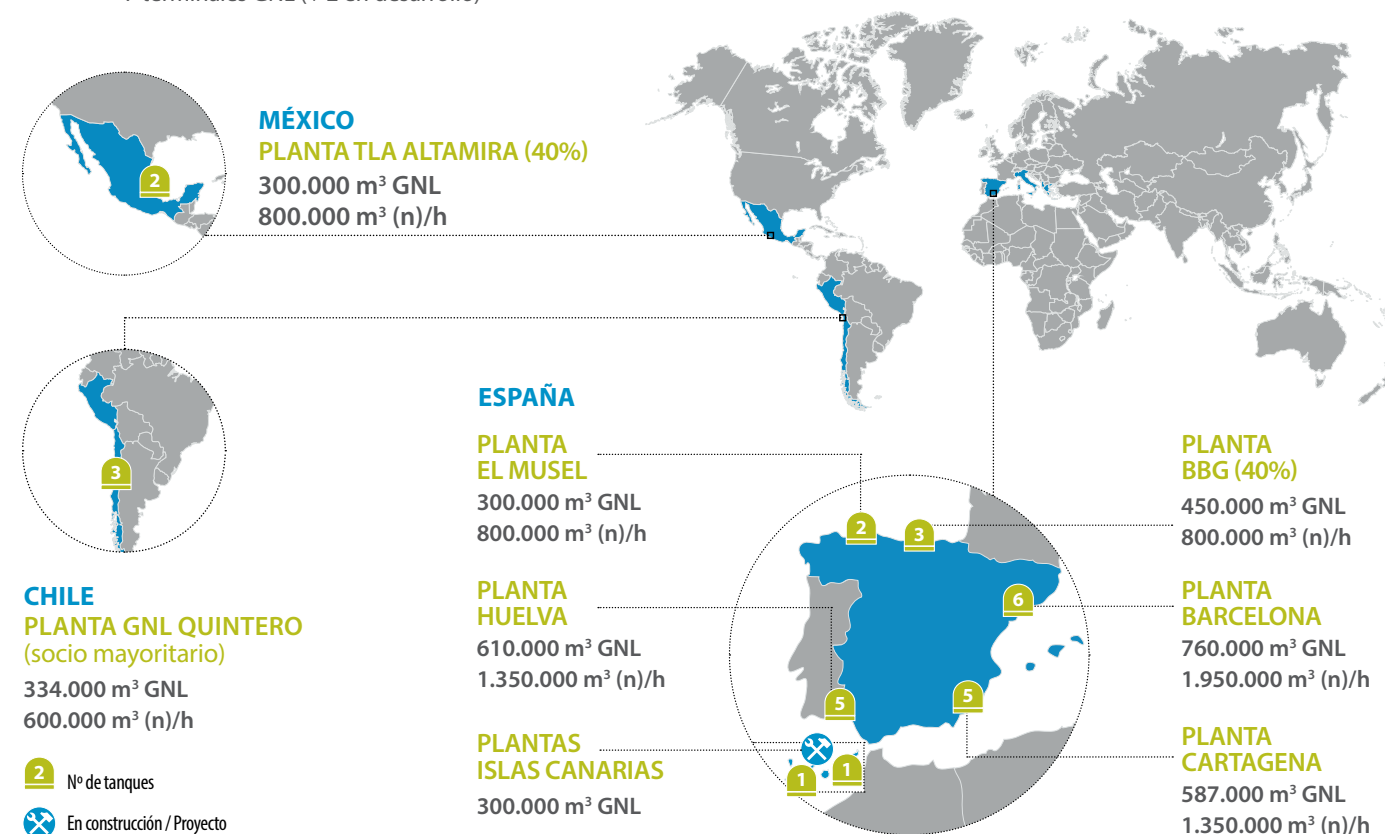 MÉXICO
PLANTA TLA ALTAMIRA (40%)
300.000 m³ GNL
800.000 m³ (n)/h
2
3
CHILE
PLANTA GNL QUINTERO
(socio mayoritario)
334.000 m³ GNL
600.000 m³ (n)/h
2 Nº de tanques
En construcción / Proyecto
ESPAÑA
PLANTA
EL MUSEL
300.000 m³ GNL
800.000 m³ (n)/h
PLANTA
HUELVA
610.000 m³ GNL
1.350.000 m³ (n)/h
PLANTAS
ISLAS CANARIAS
300.000 m³ GNL
2
3
6
5
5
1
1
PLANTA
BBG (40%)
450.000 m³ GNL
800.000 m³ (n)/h
PLANTA
BARCELONA
760.000 m³ GNL
1.950.000 m³ (n)/h
PLANTA
CARTAGENA
587.000 m³ GNL
1.350.000 m³ (n)/h